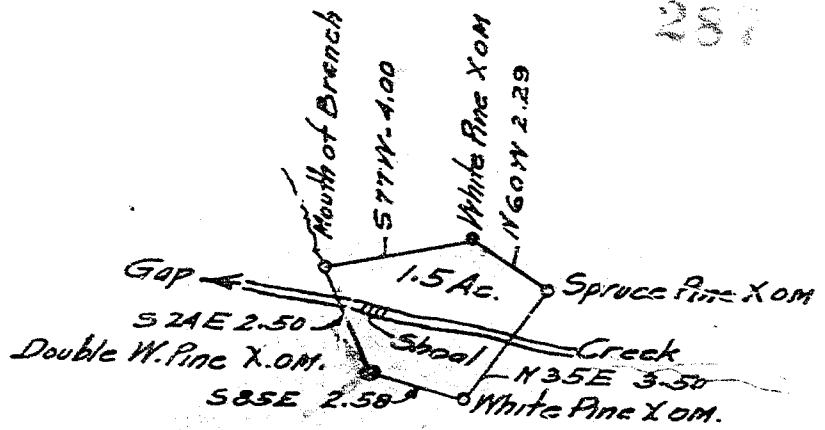 287
Mouth of Branch
S77W-4.00
White Pine X OM
N60W 2.29
Gap
1.5 Ac.
Spruce Pine X OM
S24E 2.50
Shoal
Creek
Double W. Pine X.OM.
N35E 3.50
S85E 2.58
White Pine X OM.